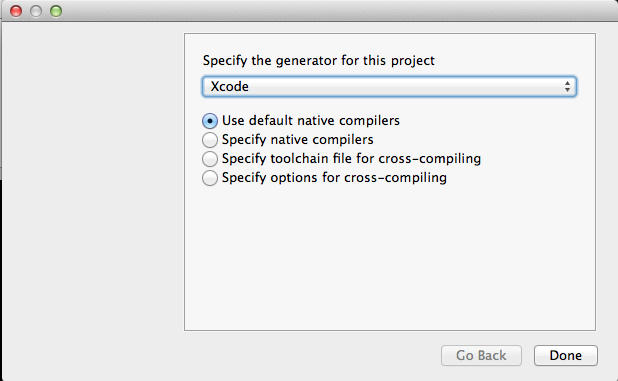 Specify the generator for this project
Xcode
Use default native compilers
Specify native compilers
Specify toolchain file for cross-compiling
Specify options for cross-compiling
Go Back
Done